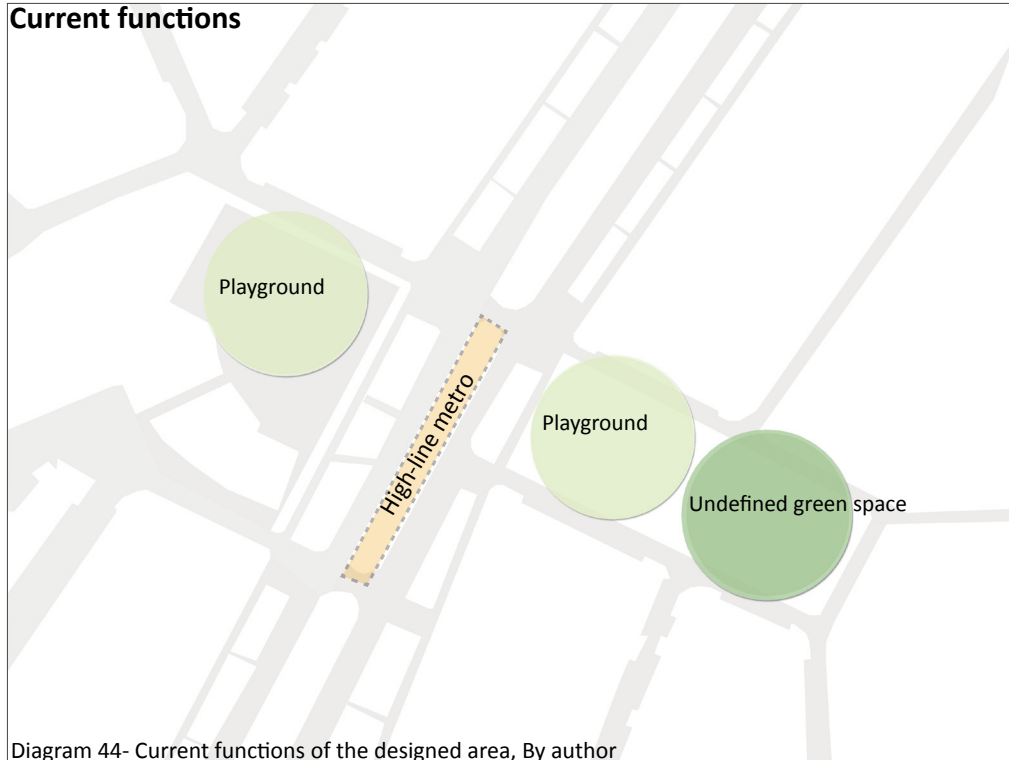 Current functions
Playground
High-line metro
Playground
Undefined green space
Diagram 44- Current functions of the designed area, By author